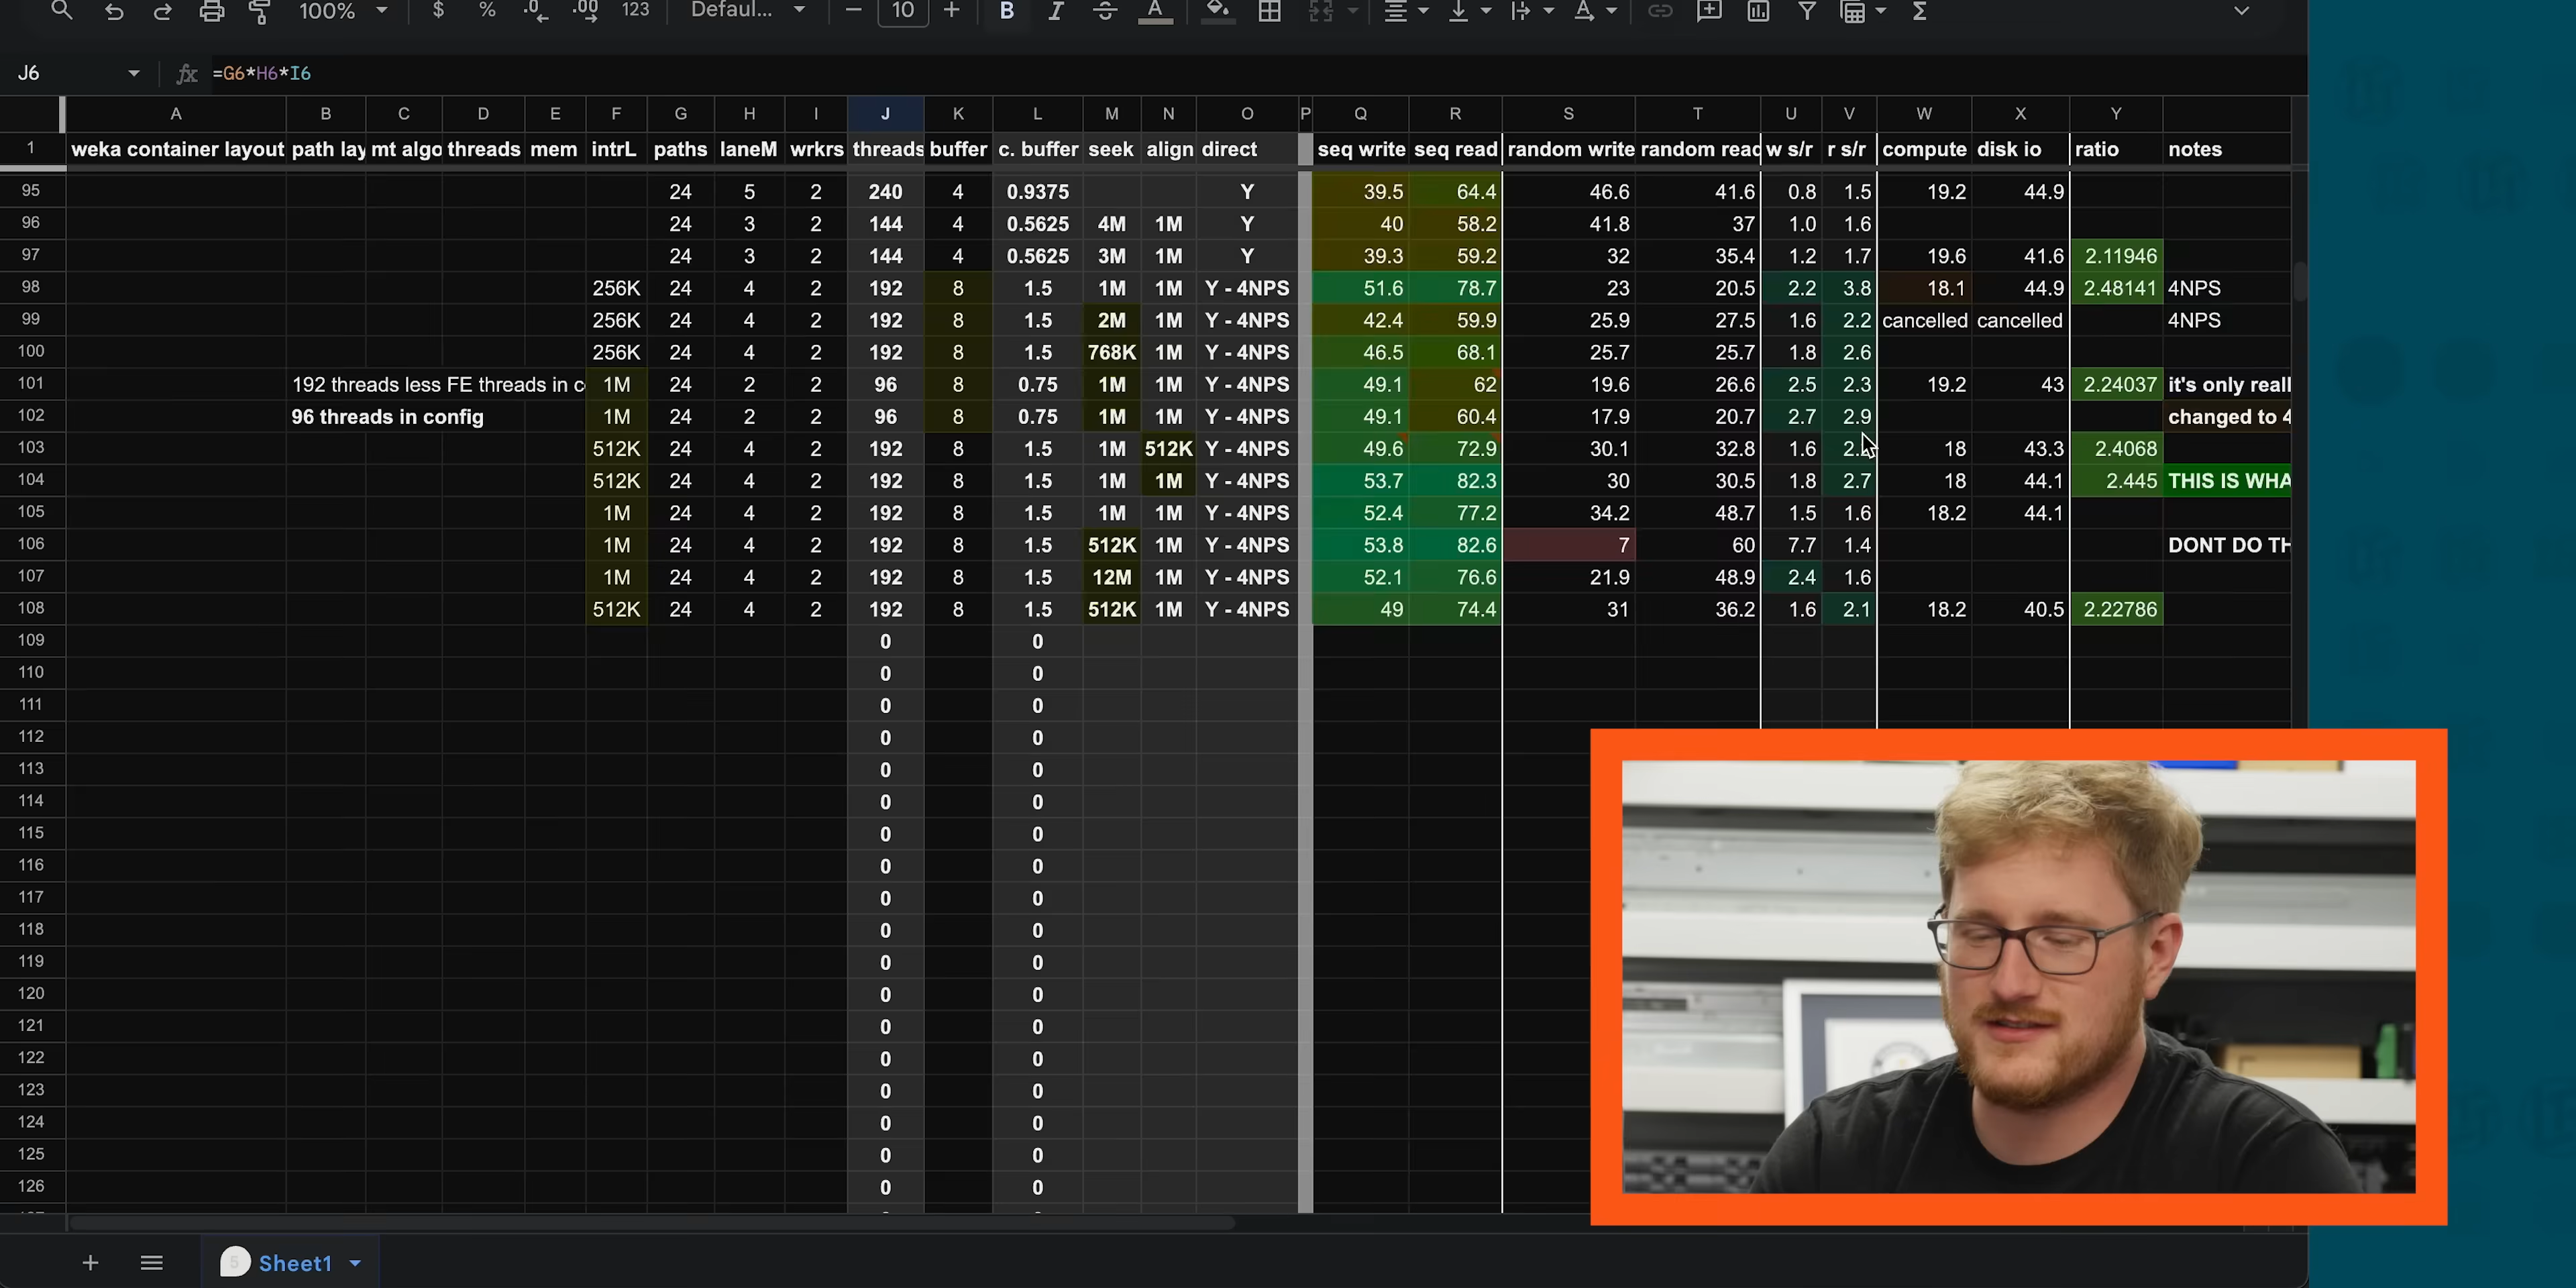 100% $ % .0 .00 123 Defaul... 10 B I A
J6 fx =G6*H6*I6
A B C D E F G H I J K L M N O P Q R S T U V W X Y
1 weka container layout path lay mt algo threads mem intrL paths laneM wrkrs threads buffer c. buffer seek align direct seq write seq read random write random read w s/r r s/r compute disk io ratio notes
95 24 5 2 240 4 0.9375 Y 39.5 64.4 46.6 41.6 0.8 1.5 19.2 44.9
96 24 3 2 144 4 0.5625 4M 1M Y 40 58.2 41.8 37 1.0 1.6
97 24 3 2 144 4 0.5625 3M 1M Y 39.3 59.2 32 35.4 1.2 1.7 19.6 41.6 2.11946
98 256K 24 4 2 192 8 1.5 1M 1M Y - 4NPS 51.6 78.7 23 20.5 2.2 3.8 18.1 44.9 2.48141 4NPS
99 256K 24 4 2 192 8 1.5 2M 1M Y - 4NPS 42.4 59.9 25.9 27.5 1.6 2.2 cancelled cancelled 4NPS
100 256K 24 4 2 192 8 1.5 768K 1M Y - 4NPS 46.5 68.1 25.7 25.7 1.8 2.6
101 192 threads less FE threads in c 1M 24 2 2 96 8 0.75 1M 1M Y - 4NPS 49.1 62 19.6 26.6 2.5 2.3 19.2 43 2.24037 it's only reall
102 96 threads in config 1M 24 2 2 96 8 0.75 1M 1M Y - 4NPS 49.1 60.4 17.9 20.7 2.7 2.9 changed to 4
103 512K 24 4 2 192 8 1.5 1M 512K Y - 4NPS 49.6 72.9 30.1 32.8 1.6 2. 18 43.3 2.4068
104 512K 24 4 2 192 8 1.5 1M 1M Y - 4NPS 53.7 82.3 30 30.5 1.8 2.7 18 44.1 2.445 THIS IS WHA
105 1M 24 4 2 192 8 1.5 1M 1M Y - 4NPS 52.4 77.2 34.2 48.7 1.5 1.6 18.2 44.1
106 1M 24 4 2 192 8 1.5 512K 1M Y - 4NPS 53.8 82.6 7 60 7.7 1.4 DONT DO TH
107 1M 24 4 2 192 8 1.5 12M 1M Y - 4NPS 52.1 76.6 21.9 48.9 2.4 1.6
108 512K 24 4 2 192 8 1.5 512K 1M Y - 4NPS 49 74.4 31 36.2 1.6 2.1 18.2 40.5 2.22786
109 0 0
110 0 0
111 0 0
112 0 0
113 0 0
114 0 0
115 0 0
116 0 0
117 0 0
118 0 0
119 0 0
120 0 0
121 0 0
122 0 0
123 0 0
124 0 0
125 0 0
126 0 0
5 Sheet1